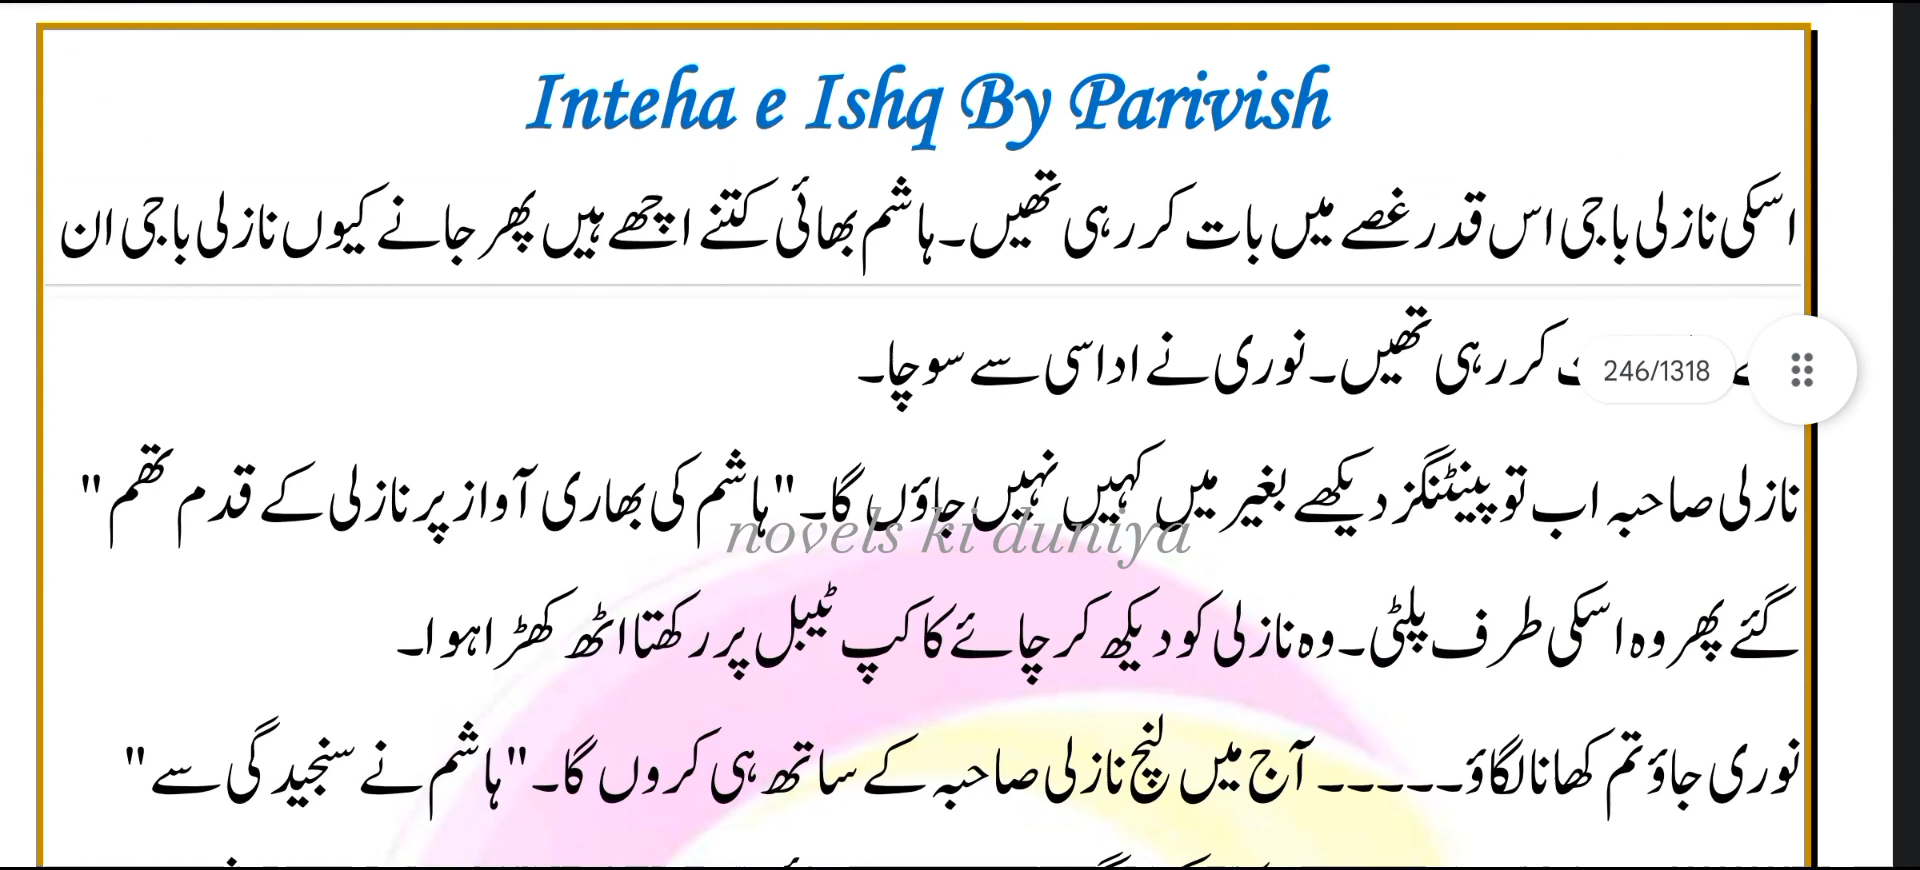 Inteha e Ishq By Parivish
اسکی نازلی باجی اس قدر غصے میں بات کر رہی تھیں۔ہاشم بھائی کتنے اچھے ہیں پھر جانے کیوں نازلی باجی ان
کر رہی تھیں۔نوری نے اداسی سے سوچا۔
246/1318
نازلی صاحبہ اب تو پینٹنگز دیکھے بغیر میں کہیں نہیں جاؤں گا۔"ہاشم کی بھاری آواز پر نازلی کے قدم تھم"
novels ki duniya
گئے پھر وہ اسکی طرف پلٹی۔وہ نازلی کو دیکھ کر چائے کا کپ ٹیبل پر رکھتا اٹھ کھڑا ہوا۔
نوری جاؤ تم کھانا لگاؤ۔۔۔۔۔ آج میں لنچ نازلی صاحبہ کے ساتھ ہی کروں گا۔"ہاشم نے سنجیدگی سے"